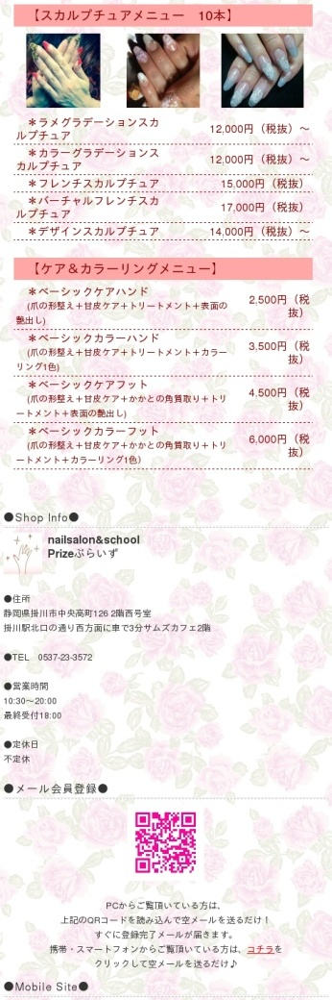 【スカルプチュアメニュー　10本】
＊ラメグラデーションスカ
ルプチュア
12,000円（税抜）～
＊カラーグラデーションス
カルプチュア
12,000円（税抜）～
＊フレンチスカルプチュア
15,000円（税抜）
＊バーチャルフレンチスカ
ルプチュア
17,000円（税抜）
＊デザインスカルプチュア
14,000円（税抜）～
【ケア＆カラーリングメニュー】
＊ベーシックケアハンド
(爪の形整え＋甘皮ケア＋トリートメント＋表面の
艶出し)
2,500円（税
抜）
＊ベーシックカラーハンド
(爪の形整え＋甘皮ケア＋トリートメント＋カラー
リング1色)
3,500円（税
抜）
＊ベーシックケアフット
(爪の形整え＋甘皮ケア＋かかとの角質取り＋トリ
ートメント＋表面の艶出し)
4,500円（税
抜）
＊ベーシックカラーフット
(爪の形整え＋甘皮ケア＋かかとの角質取り＋トリ
ートメント＋カラーリング1色)
6,000円（税
抜）
●Shop Info●
nailsalon&school
Prizeぷらいず
●住所
静岡県掛川市中央高町126 2階西号室
掛川駅北口の通り西方面に車で3分サムズカフェ2階
●TEL　0537-23-3572
●営業時間
10:30～20:00
最終受付18:00
●定休日
不定休
●メール会員登録●
PCからご覧頂いている方は、
上記のQRコードを読み込んで空メールを送るだけ！
すぐに登録完了メールが届きます。
携帯・スマートフォンからご覧頂いている方は、コチラを
クリックして空メールを送るだけ♪
●Mobile Site●